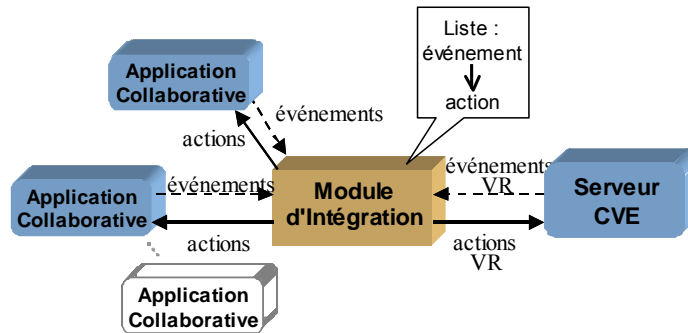 Liste :
événement
action
Application
Collaborative
événements
actions
Application
Collaborative
événements
actions
Module
d'Intégration
événements
VR
actions
VR
Serveur
CVE
Application
Collaborative